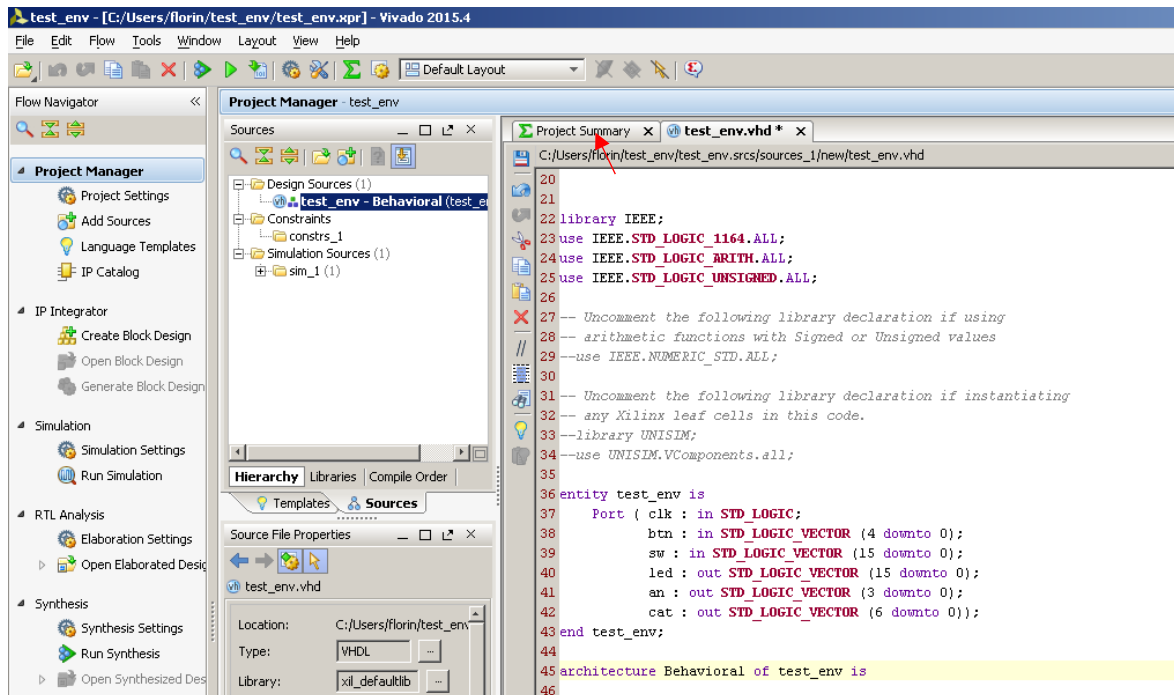 test_env - [C:/Users/florin/test_env/test_env.xpr] - Vivado 2015.4
File Edit Flow Tools Window Layout View Help
Default Layout
Flow Navigator
Project Manager
Project Settings
Add Sources
Language Templates
IP Catalog
IP Integrator
Create Block Design
Open Block Design
Generate Block Design
Simulation
Simulation Settings
Run Simulation
RTL Analysis
Elaboration Settings
Open Elaborated Desig
Synthesis
Synthesis Settings
Run Synthesis
Open Synthesized Des
Project Manager - test_env
Sources
Design Sources (1)
test_env - Behavioral (test_e
Constraints
constrs_1
Simulation Sources (1)
sim_1 (1)
Hierarchy Libraries Compile Order
Templates Sources
Source File Properties
test_env.vhd
Location: C:/Users/florin/test_env
Type: VHDL ...
Library: xil_defaultlib ...
Project Summary test_env.vhd *
C:/Users/florin/test_env/test_env.srcs/sources_1/new/test_env.vhd
20
21
22 library IEEE;
23 use IEEE.STD_LOGIC_1164.ALL;
24 use IEEE.STD_LOGIC_ARITH.ALL;
25 use IEEE.STD_LOGIC_UNSIGNED.ALL;
26
27 -- Uncomment the following library declaration if using
28 -- arithmetic functions with Signed or Unsigned values
29 --use IEEE.NUMERIC_STD.ALL;
30
31 -- Uncomment the following library declaration if instantiating
32 -- any Xilinx leaf cells in this code.
33 --library UNISIM;
34 --use UNISIM.VComponents.all;
35
36 entity test_env is
37 Port ( clk : in STD_LOGIC;
38 btn : in STD_LOGIC_VECTOR (4 downto 0);
39 sw : in STD_LOGIC_VECTOR (15 downto 0);
40 led : out STD_LOGIC_VECTOR (15 downto 0);
41 an : out STD_LOGIC_VECTOR (3 downto 0);
42 cat : out STD_LOGIC_VECTOR (6 downto 0));
43 end test_env;
44
45 architecture Behavioral of test_env is
46